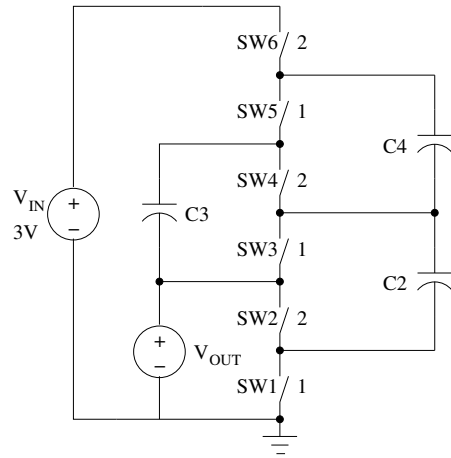 SW6 2
SW5 1
C4
SW4 2
V_IN
3V
C3
SW3 1
C2
SW2 2
V_OUT
SW1 1